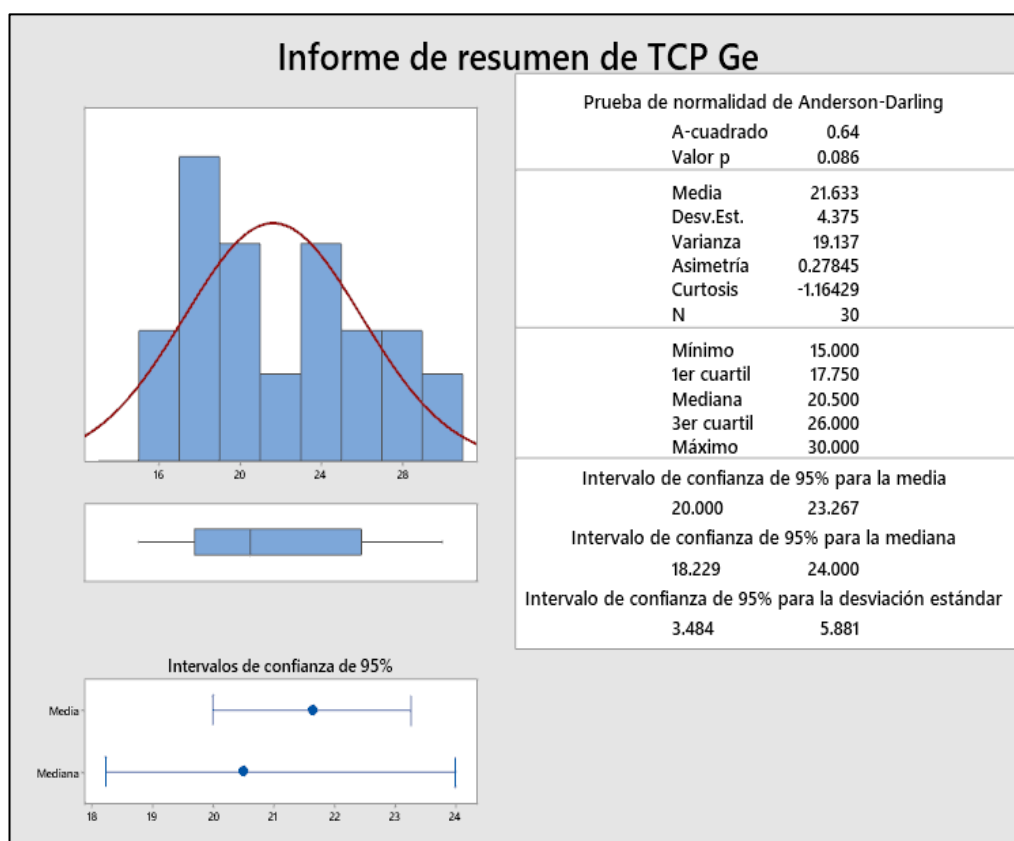 Informe de resumen de TCP Ge
Prueba de normalidad de Anderson-Darling
A-cuadrado 0.64
Valor p 0.086
Media 21.633
Desv.Est. 4.375
Varianza 19.137
Asimetría 0.27845
Curtosis -1.16429
N 30
Mínimo 15.000
1er cuartil 17.750
Mediana 20.500
3er cuartil 26.000
Máximo 30.000
Intervalo de confianza de 95% para la media
20.000 23.267
Intervalo de confianza de 95% para la mediana
18.229 24.000
Intervalo de confianza de 95% para la desviación estándar
3.484 5.881
16 20 24 28
Intervalos de confianza de 95%
Media
Mediana
18 19 20 21 22 23 24